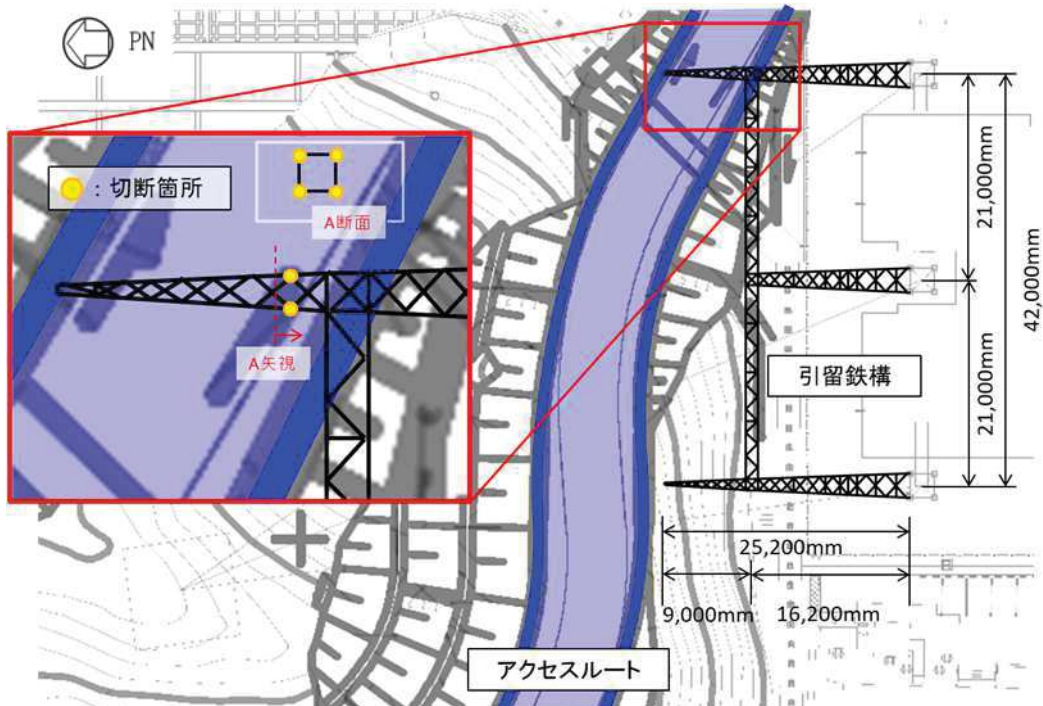 PN
：切断箇所
A断面
A矢視
21,000mm
21,000mm
42,000mm
引留鉄構
25,200mm
9,000mm
16,200mm
アクセスルート